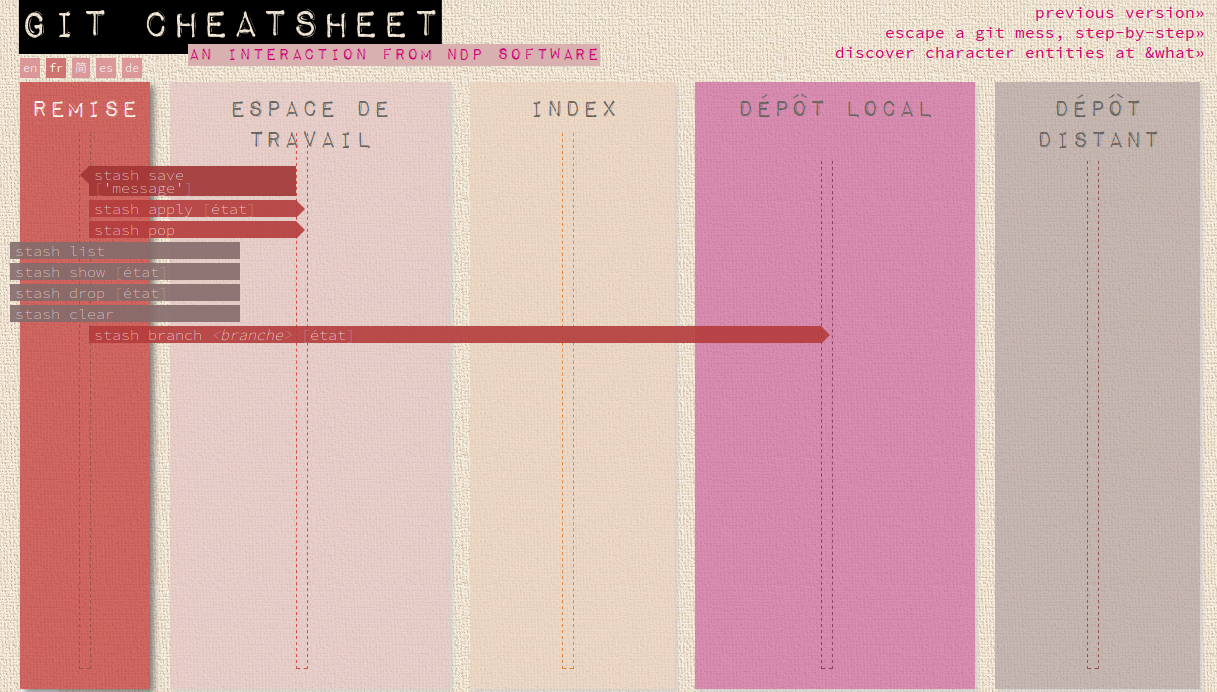 GIT CHEATSHEET
AN INTERACTION FROM NDP SOFTWARE
previous version»
escape a git mess, step-by-step»
discover character entities at &what»
en fr 简 es de
REMISE
ESPACE DE
TRAVAIL
INDEX
DÉPÔT LOCAL
DÉPÔT
DISTANT
stash save
['message']
stash apply [état]
stash pop
stash list
stash show [état]
stash drop [état]
stash clear
stash branch <branche> [état]